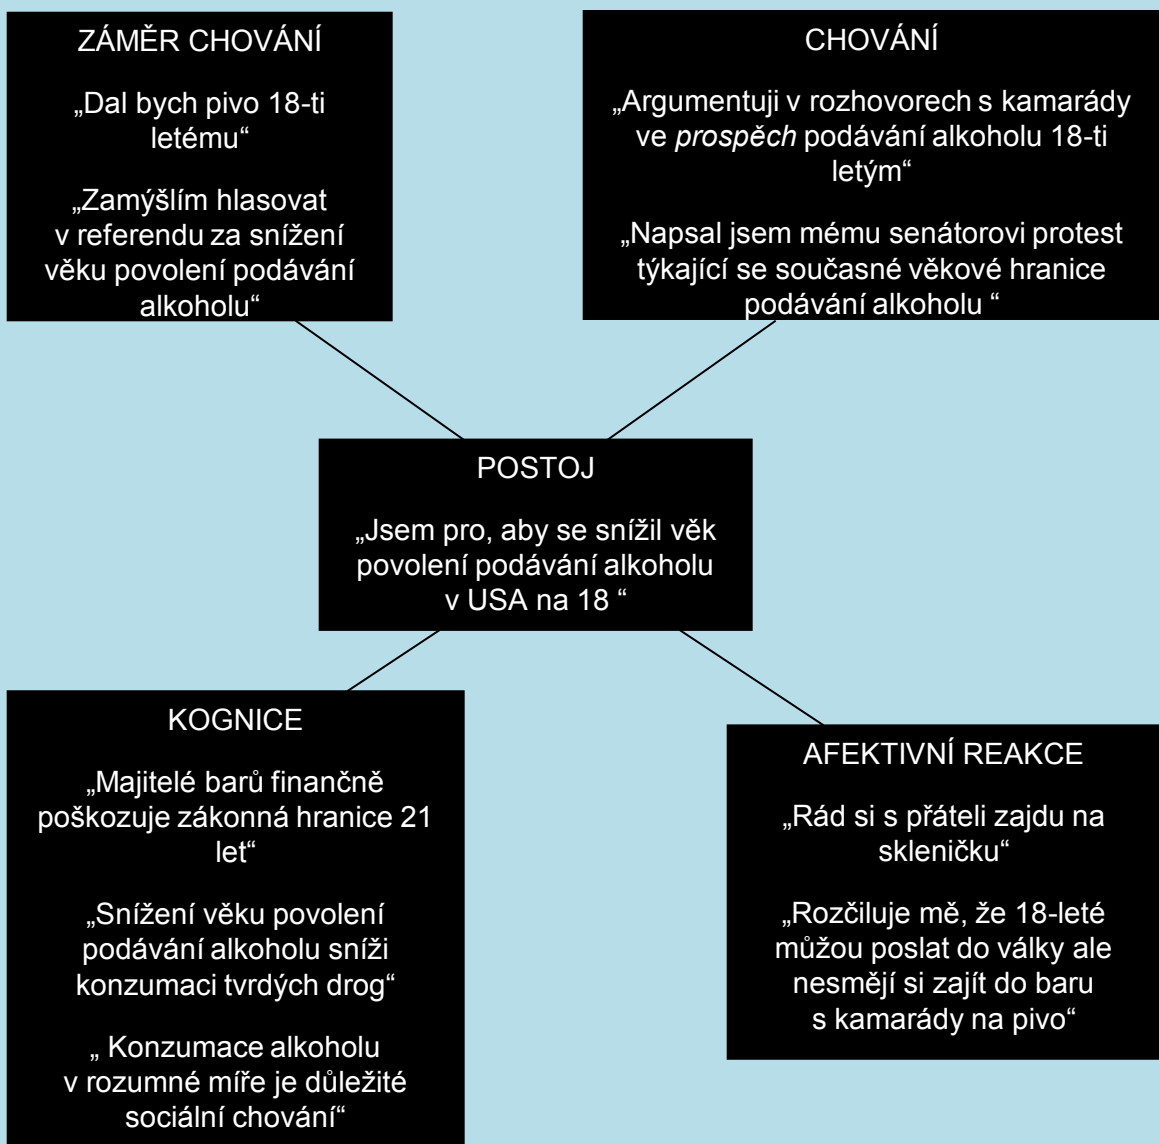 ZÁMĚR CHOVÁNÍ
„Dal bych pivo 18-ti
letému“
„Zamýšlím hlasovat
v referendu za snížení
věku povolení podávání
alkoholu“
CHOVÁNÍ
„Argumentuji v rozhovorech s kamarády
ve prospěch podávání alkoholu 18-ti
letým“
„Napsal jsem mému senátorovi protest
týkající se současné věkové hranice
podávání alkoholu “
POSTOJ
„Jsem pro, aby se snížil věk
povolení podávání alkoholu
v USA na 18 “
KOGNICE
„Majitelé barů finančně
poškozuje zákonná hranice 21
let“
„Snížení věku povolení
podávání alkoholu sníži
konzumaci tvrdých drog“
„ Konzumace alkoholu
v rozumné míře je důležité
sociální chování“
AFEKTIVNÍ REAKCE
„Rád si s přáteli zajdu na
skleničku“
„Rozčiluje mě, že 18-leté
můžou poslat do války ale
nesmějí si zajít do baru
s kamarády na pivo“